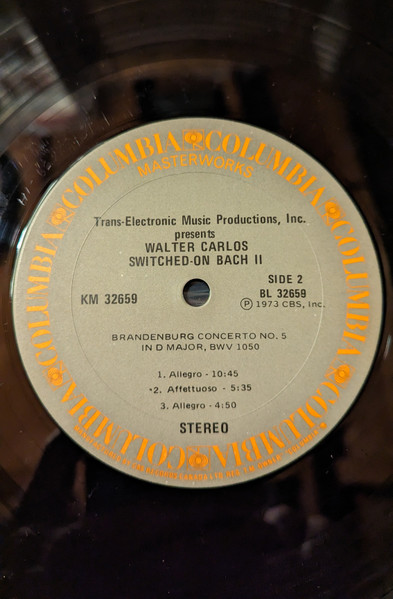 COLUMBIA COLUMBIA COLUMBIA COLUMBIA COLUMBIA COLUMBIA
MASTERWORKS
Trans-Electronic Music Productions, Inc.
presents
WALTER CARLOS
SWITCHED-ON BACH II
SIDE 2
KM 32659
BL 32659
Ⓟ 1973 CBS, Inc.
BRANDENBURG CONCERTO NO. 5
IN D MAJOR, BWV 1050
1. Allegro - 10:45
*2. Affettuoso - 5:35
3. Allegro - 4:50
STEREO